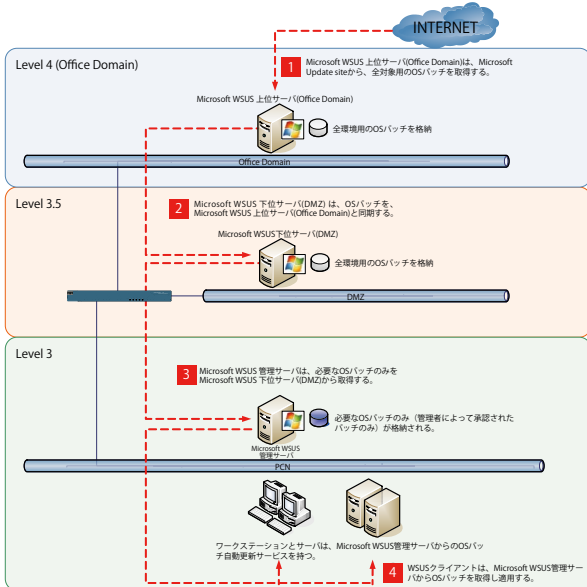 INTERNET
Level 4 (Office Domain)
1
Microsoft WSUS 上位サーバ(Office Domain)は、Microsoft
Update siteから、全対象用のOSパッチを取得する。
Microsoft WSUS 上位サーバ(Office Domain)
全環境用のOSパッチを格納
Office Domain
Level 3.5
2
Microsoft WSUS 下位サーバ(DMZ) は、OSパッチを、
Microsoft WSUS 上位サーバ(Office Domain)と同期する。
Microsoft WSUS下位サーバ(DMZ)
全環境用のOSパッチを格納
DMZ
Level 3
3
Microsoft WSUS 管理サーバは、必要なOSパッチのみを
Microsoft WSUS 下位サーバ(DMZ)から取得する。
必要なOSパッチのみ（管理者によって承認された
パッチのみ）が格納される。
Microsoft WSUS
管理サーバ
PCN
ワークステーションとサーバは、Microsoft WSUS管理サーバからのOSパッ
チ自動更新サービスを持つ。
4
WSUSクライアントは、Microsoft WSUS管理サー
バからOSパッチを取得し適用する。